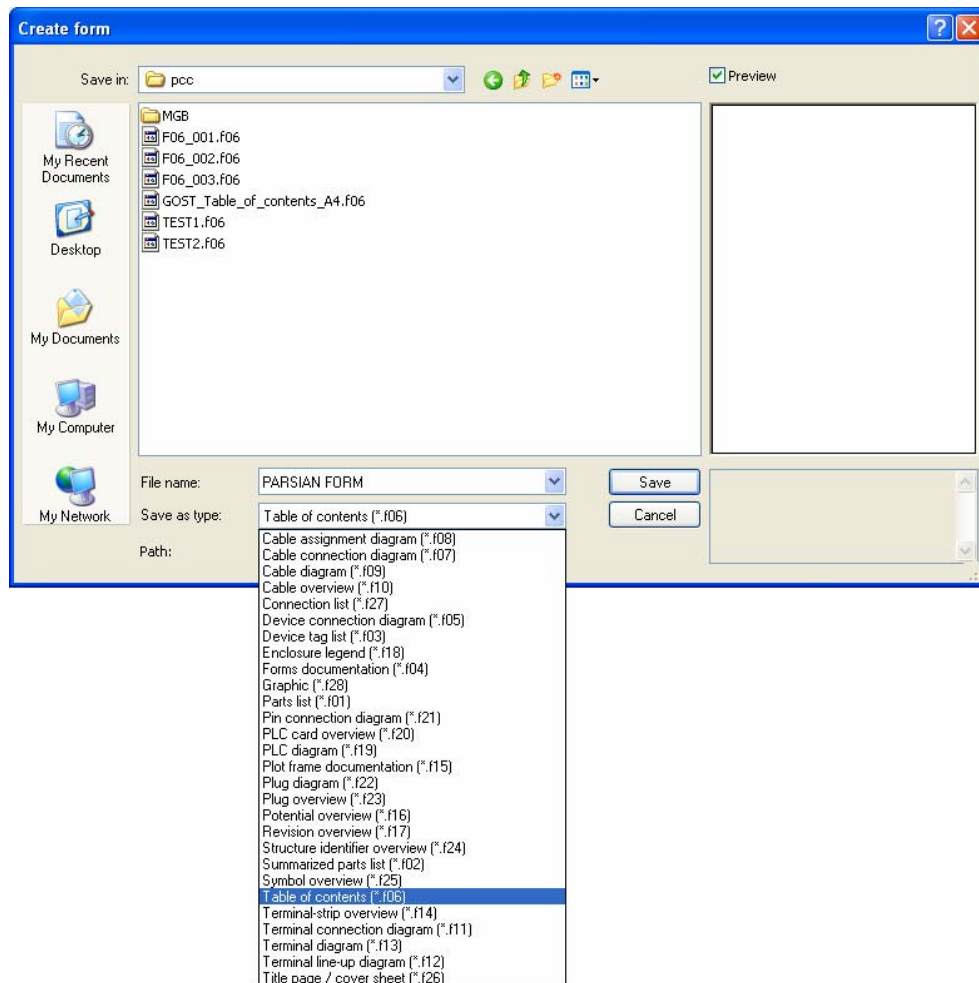 Create form
Save in: pcc
Preview
My Recent Documents
Desktop
My Documents
My Computer
My Network
MGB
F06_001.f06
F06_002.f06
F06_003.f06
GOST_Table_of_contents_A4.f06
TEST1.f06
TEST2.f06
File name: PARSIAN FORM Save
Save as type: Table of contents (*.f06) Cancel
Path:
Cable assignment diagram (*.f08)
Cable connection diagram (*.f07)
Cable diagram (*.f09)
Cable overview (*.f10)
Connection list (*.f27)
Device connection diagram (*.f05)
Device tag list (*.f03)
Enclosure legend (*.f18)
Forms documentation (*.f04)
Graphic (*.f28)
Parts list (*.f01)
Pin connection diagram (*.f21)
PLC card overview (*.f20)
PLC diagram (*.f19)
Plot frame documentation (*.f15)
Plug diagram (*.f22)
Plug overview (*.f23)
Potential overview (*.f16)
Revision overview (*.f17)
Structure identifier overview (*.f24)
Summarized parts list (*.f02)
Symbol overview (*.f25)
Table of contents (*.f06)
Terminal-strip overview (*.f14)
Terminal connection diagram (*.f11)
Terminal diagram (*.f13)
Terminal line-up diagram (*.f12)
Title page / cover sheet (*.f26)